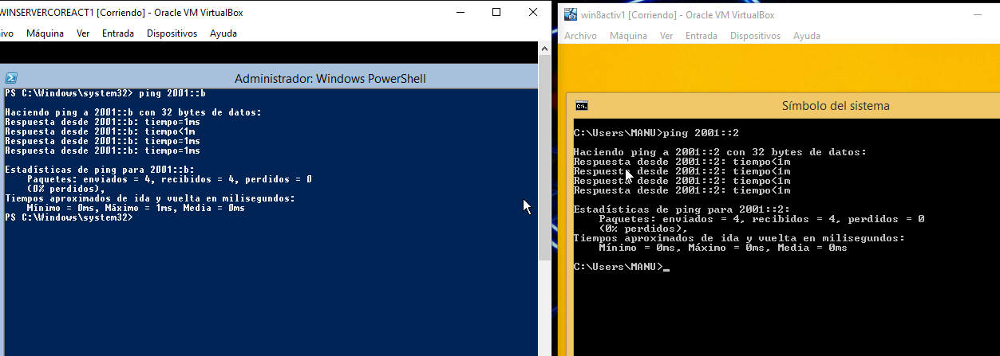 WINSERVERCOREACT1 [Corriendo] - Oracle VM VirtualBox
ivo Máquina Ver Entrada Dispositivos Ayuda
Administrador: Windows PowerShell
PS C:\Windows\system32> ping 2001::b
Haciendo ping a 2001::b con 32 bytes de datos:
Respuesta desde 2001::b: tiempo=1ms
Respuesta desde 2001::b: tiempo<1m
Respuesta desde 2001::b: tiempo=1ms
Respuesta desde 2001::b: tiempo=1ms
Estadísticas de ping para 2001::b:
Paquetes: enviados = 4, recibidos = 4, perdidos = 0
(0% perdidos),
Tiempos aproximados de ida y vuelta en milisegundos:
Mínimo = 0ms, Máximo = 1ms, Media = 0ms
PS C:\Windows\system32>
win8activ1 [Corriendo] - Oracle VM VirtualBox
Archivo Máquina Ver Entrada Dispositivos Ayuda
Símbolo del sistema
C:\Users\MANU>ping 2001::2
Haciendo ping a 2001::2 con 32 bytes de datos:
Respuesta desde 2001::2: tiempo<1m
Respuesta desde 2001::2: tiempo<1m
Respuesta desde 2001::2: tiempo<1m
Respuesta desde 2001::2: tiempo<1m
Estadísticas de ping para 2001::2:
Paquetes: enviados = 4, recibidos = 4, perdidos = 0
(0% perdidos),
Tiempos aproximados de ida y vuelta en milisegundos:
Mínimo = 0ms, Máximo = 0ms, Media = 0ms
C:\Users\MANU>_